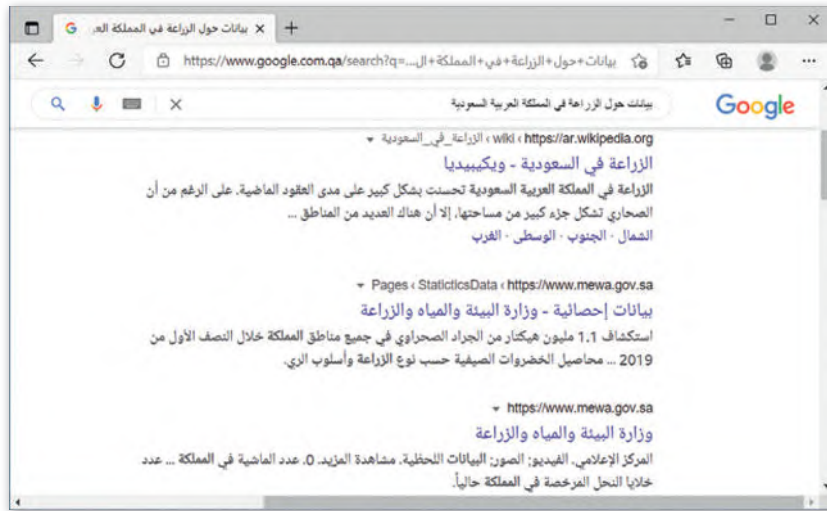 بيانات حول الزراعة في المملكة العر
https://www.google.com.qa/search?q=...بيانات+حول+الزراعة+في+المملكة+ال
بيانات حول الزراعة في المملكة العربية السعودية
Google
https://ar.wikipedia.org › wiki › الزراعة_في_السعودية
الزراعة في السعودية - ويكيبيديا
الزراعة في المملكة العربية السعودية تحسنت بشكل كبير على مدى العقود الماضية. على الرغم من أن
الصحاري تشكل جزء كبير من مساحتها، إلا أن هناك العديد من المناطق ...
الشمال · الجنوب · الوسطى · الغرب
https://www.mewa.gov.sa › StaticticsData › Pages
بيانات إحصائية - وزارة البيئة والمياه والزراعة
استكشاف 1.1 مليون هيكتار من الجراد الصحراوي في جميع مناطق المملكة خلال النصف الأول من
2019 ... محاصيل الخضروات الصيفية حسب نوع الزراعة وأسلوب الري.
https://www.mewa.gov.sa
وزارة البيئة والمياه والزراعة
المركز الإعلامي. الفيديو; الصور; البيانات اللحظية. مشاهدة المزيد. 0. عدد الماشية في المملكة ... عدد
خلايا النحل المرخصة في المملكة حالياً.